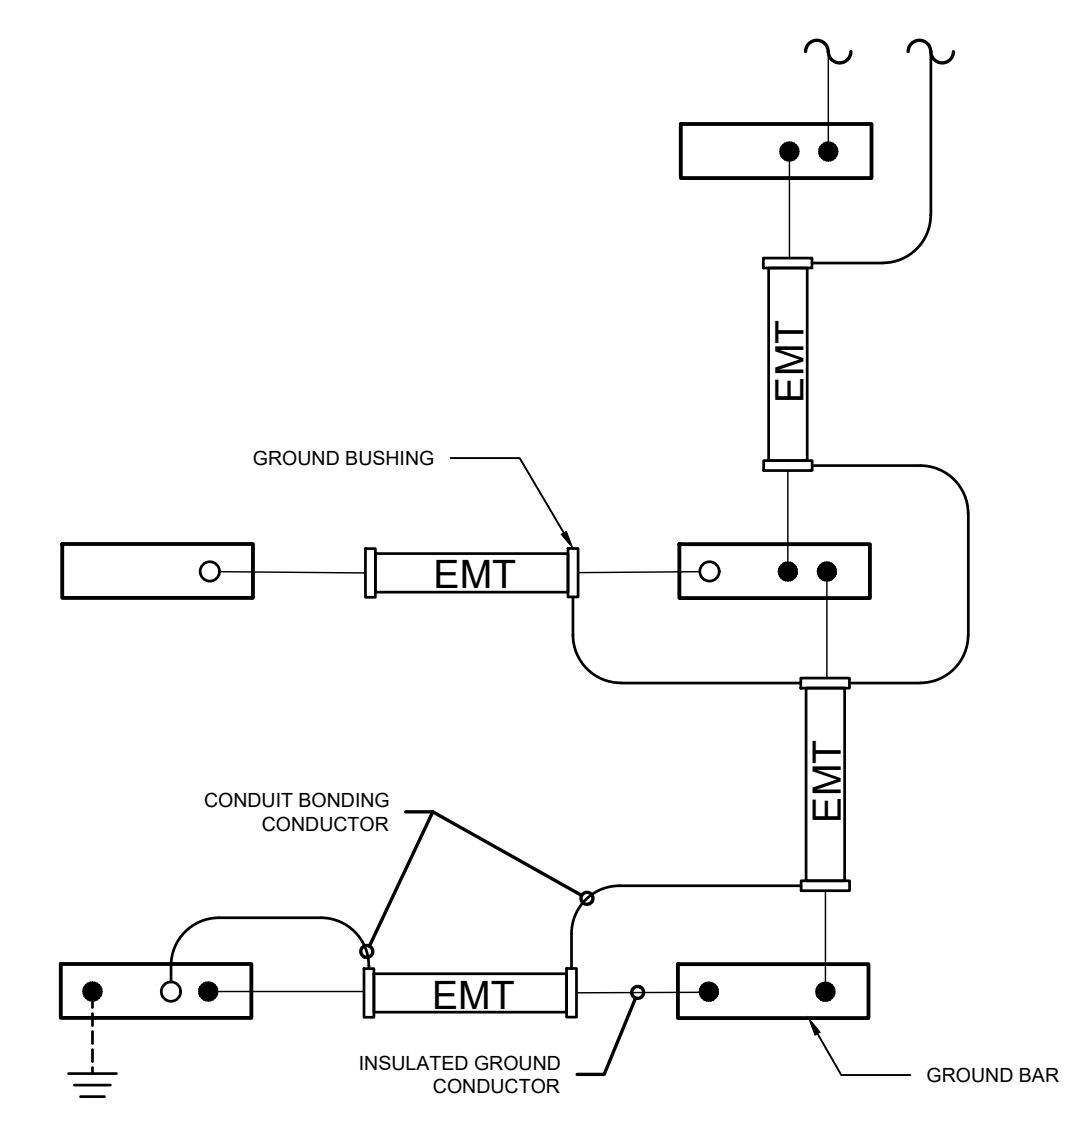 EMT
GROUND BUSHING
EMT
EMT
CONDUIT BONDING
CONDUCTOR
EMT
INSULATED GROUND
CONDUCTOR
GROUND BAR